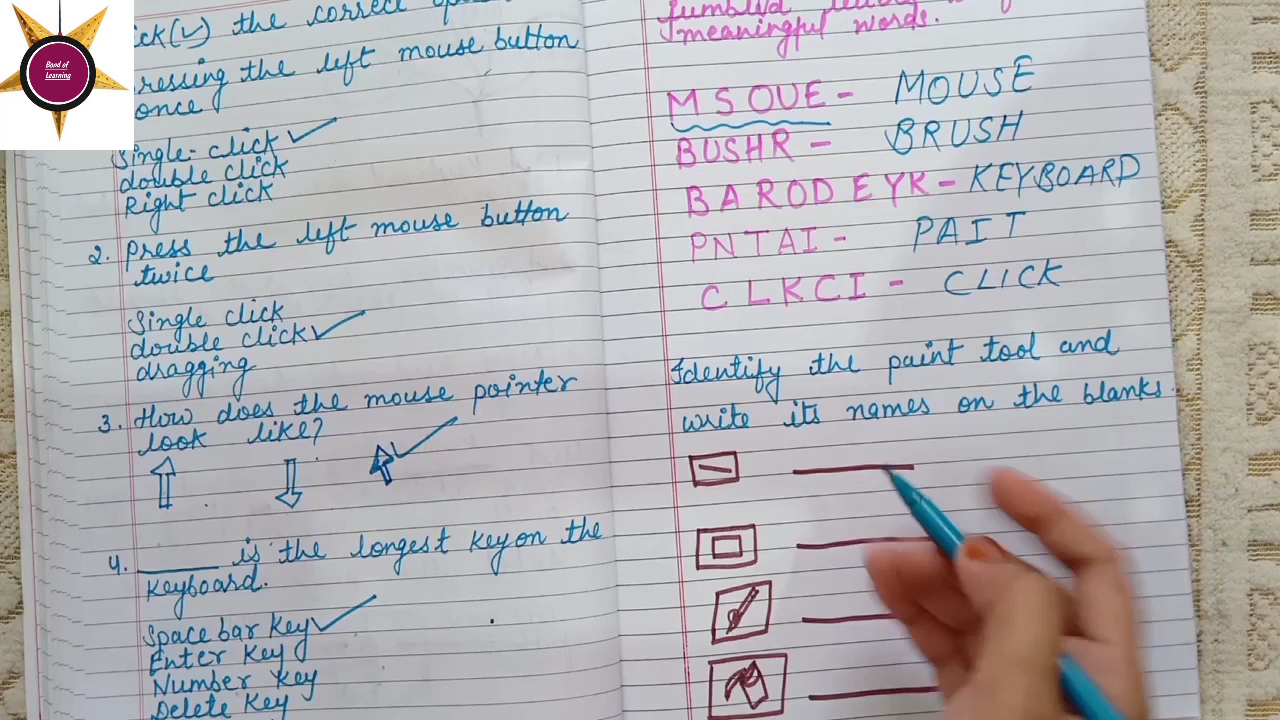 Bond of
Learning
ick(✓) the correct
ressing the left mouse button
once
Single-click ✓
double click
Right click
2. Press the left mouse button
twice
Single click
double click ✓
dragging
3. How does the mouse pointer
look like?
4. ______ is the longest key on the
Keyboard.
Space bar Key ✓
Enter Key
Number Key
Delete Key
Jumbled
meaningful words.
MSOUE - MOUSE
BUSHR - BRUSH
BARODEYK - KEYBOARD
PNTAI - PAIT
CLKCI - CLICK
Identify the paint tool and
write its names on the blanks.